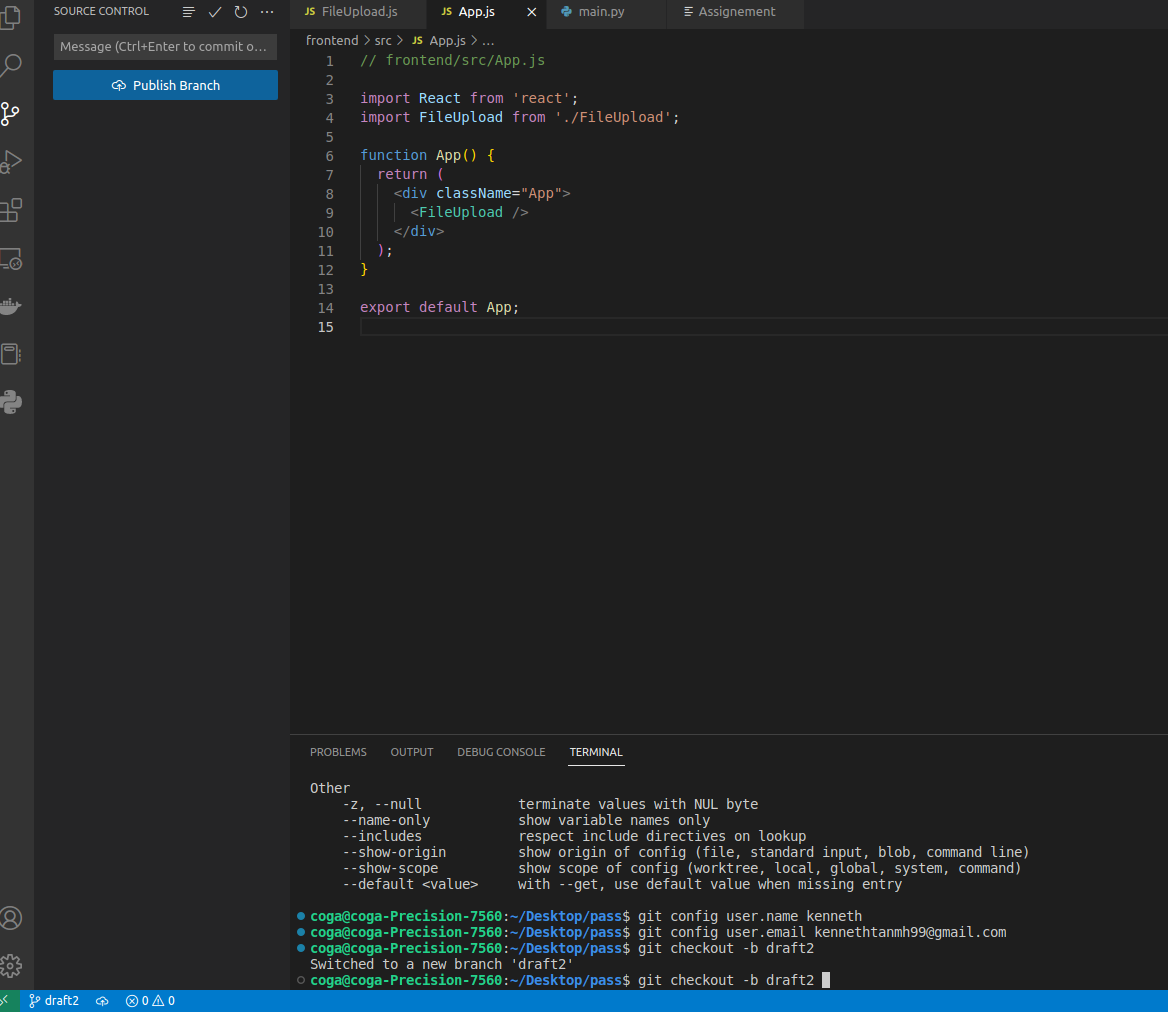 SOURCE CONTROL
Message (Ctrl+Enter to commit o...
Publish Branch
JS FileUpload.js
JS App.js
main.py
Assignement
frontend > src > JS App.js > ...
1 // frontend/src/App.js
2
3 import React from 'react';
4 import FileUpload from './FileUpload';
5
6 function App() {
7 return (
8 <div className="App">
9 <FileUpload />
10 </div>
11 );
12 }
13
14 export default App;
15
PROBLEMS OUTPUT DEBUG CONSOLE TERMINAL
Other
-z, --null terminate values with NUL byte
--name-only show variable names only
--includes respect include directives on lookup
--show-origin show origin of config (file, standard input, blob, command line)
--show-scope show scope of config (worktree, local, global, system, command)
--default <value> with --get, use default value when missing entry
coga@coga-Precision-7560:~/Desktop/pass$ git config user.name kenneth
coga@coga-Precision-7560:~/Desktop/pass$ git config user.email kennethtanmh99@gmail.com
coga@coga-Precision-7560:~/Desktop/pass$ git checkout -b draft2
Switched to a new branch 'draft2'
coga@coga-Precision-7560:~/Desktop/pass$ git checkout -b draft2
draft2 0 0